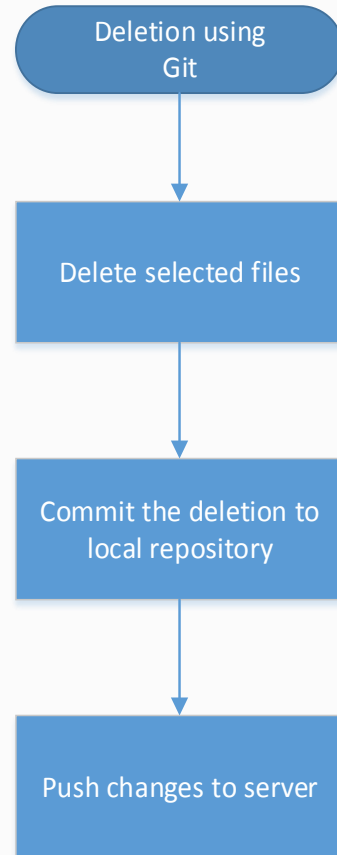 Deletion using
Git
Delete selected files
Commit the deletion to
local repository
Push changes to server